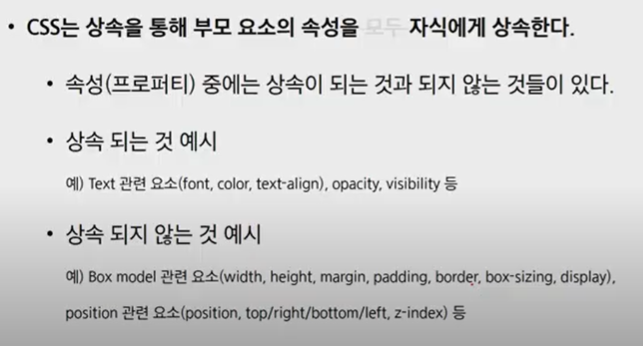 • CSS는 상속을 통해 부모 요소의 속성을 모두 자식에게 상속한다.
• 속성(프로퍼티) 중에는 상속이 되는 것과 되지 않는 것들이 있다.
• 상속 되는 것 예시
예) Text 관련 요소(font, color, text-align), opacity, visibility 등
• 상속 되지 않는 것 예시
예) Box model 관련 요소(width, height, margin, padding, border, box-sizing, display),
position 관련 요소(position, top/right/bottom/left, z-index) 등